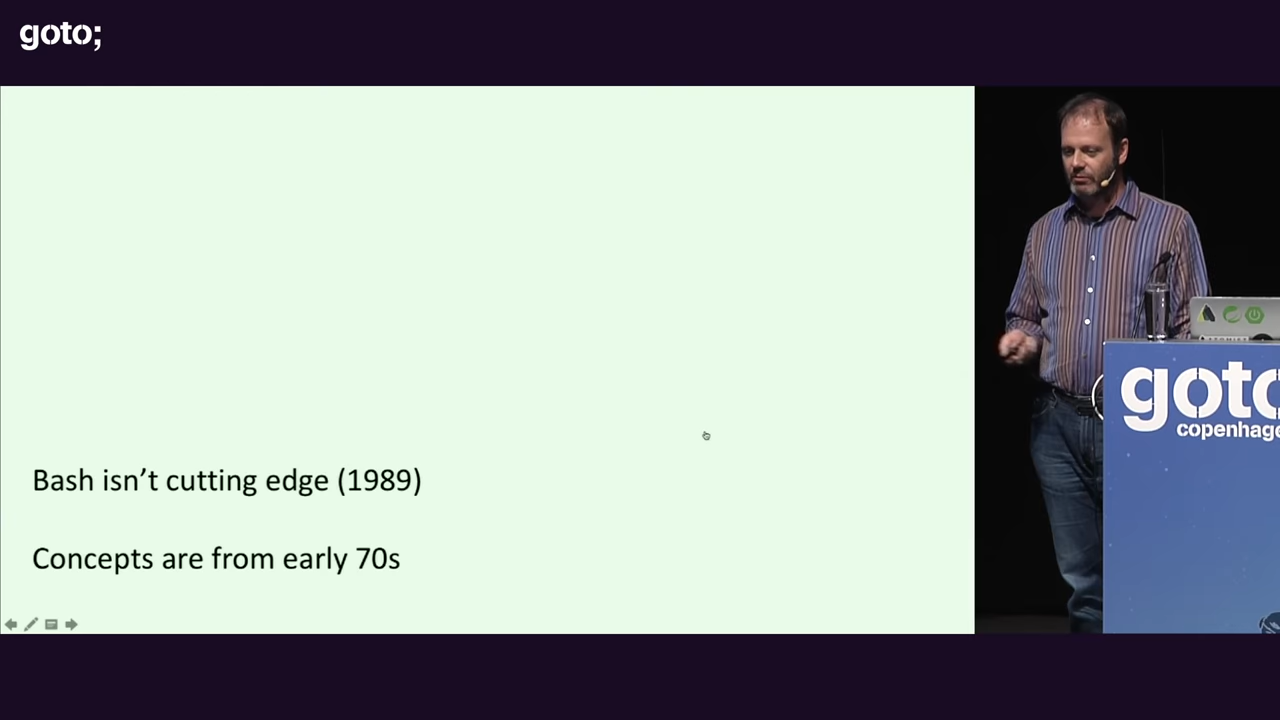 goto;
Bash isn’t cutting edge (1989)
Concepts are from early 70s
goto
copenhage